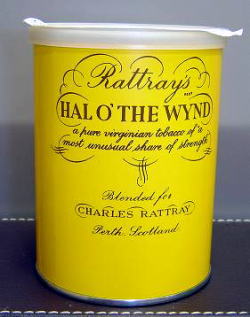 Rattray's
HAL O' THE WYND
a pure virginian tobacco of a
most unusual share of strength
Blended for
CHARLES RATTRAY
Perth, Scotland